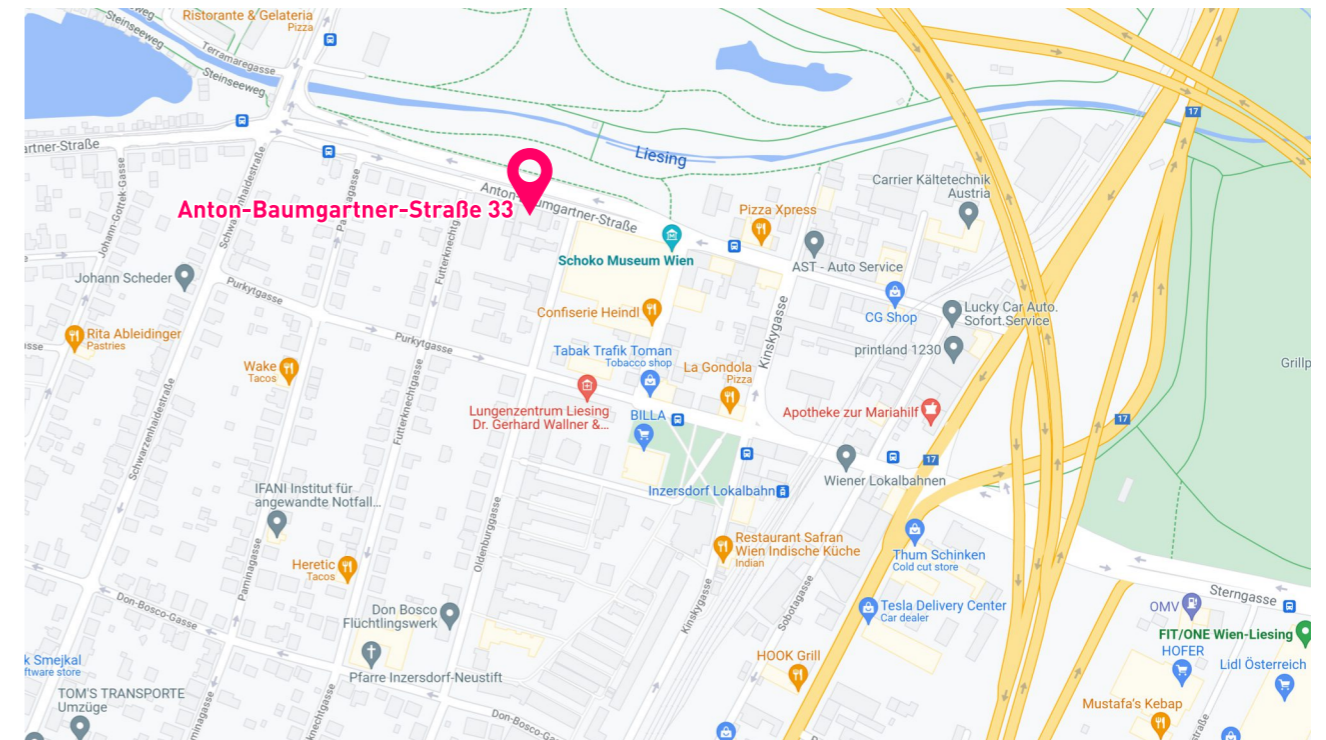 Ristorante & Gelateria
Pizza
Steinseeweg
Terramaregasse
Steinseeweg
artner-Straße
Liesing
Carrier Kältetechnik
Austria
Anton-Baumgartner-Straße 33
Pizza Xpress
Schoko Museum Wien
AST - Auto Service
Johann-Gottek-Gasse
Schwarzenhaidestraße
Johann Scheder
Purkytgasse
Confiserie Heindl
CG Shop
Lucky Car Auto.
Sofort.Service
17
Rita Ableidinger
Pastries
Purkytgasse
Tabak Trafik Toman
Tobacco shop
Kinskygasse
printland 1230
Wake
Tacos
La Gondola
Pizza
Grillp
Lungenzentrum Liesing
Dr. Gerhard Wallner &...
BILLA
Apotheke zur Mariahilf
17
Schwarzenhaidestraße
Futterknechtgasse
17
Wiener Lokalbahnen
IFANI Institut für
angewandte Notfall...
Inzersdorf Lokalbahn
Oldenburggasse
Restaurant Safran
Wien Indische Küche
Indian
Thum Schinken
Cold cut store
Heretic
Tacos
Paminagasse
Don-Bosco-Gasse
Don Bosco
Flüchtlingswerk
Kinskygasse
Sobotagasse
Tesla Delivery Center
Car dealer
Sterngasse
OMV
FIT/ONE Wien-Liesing
HOFER
Lidl Österreich
k Smejkal
ftware store
Pfarre Inzersdorf-Neustift
HOOK Grill
TOM'S TRANSPORTE
Umzüge
Mustafa's Kebap